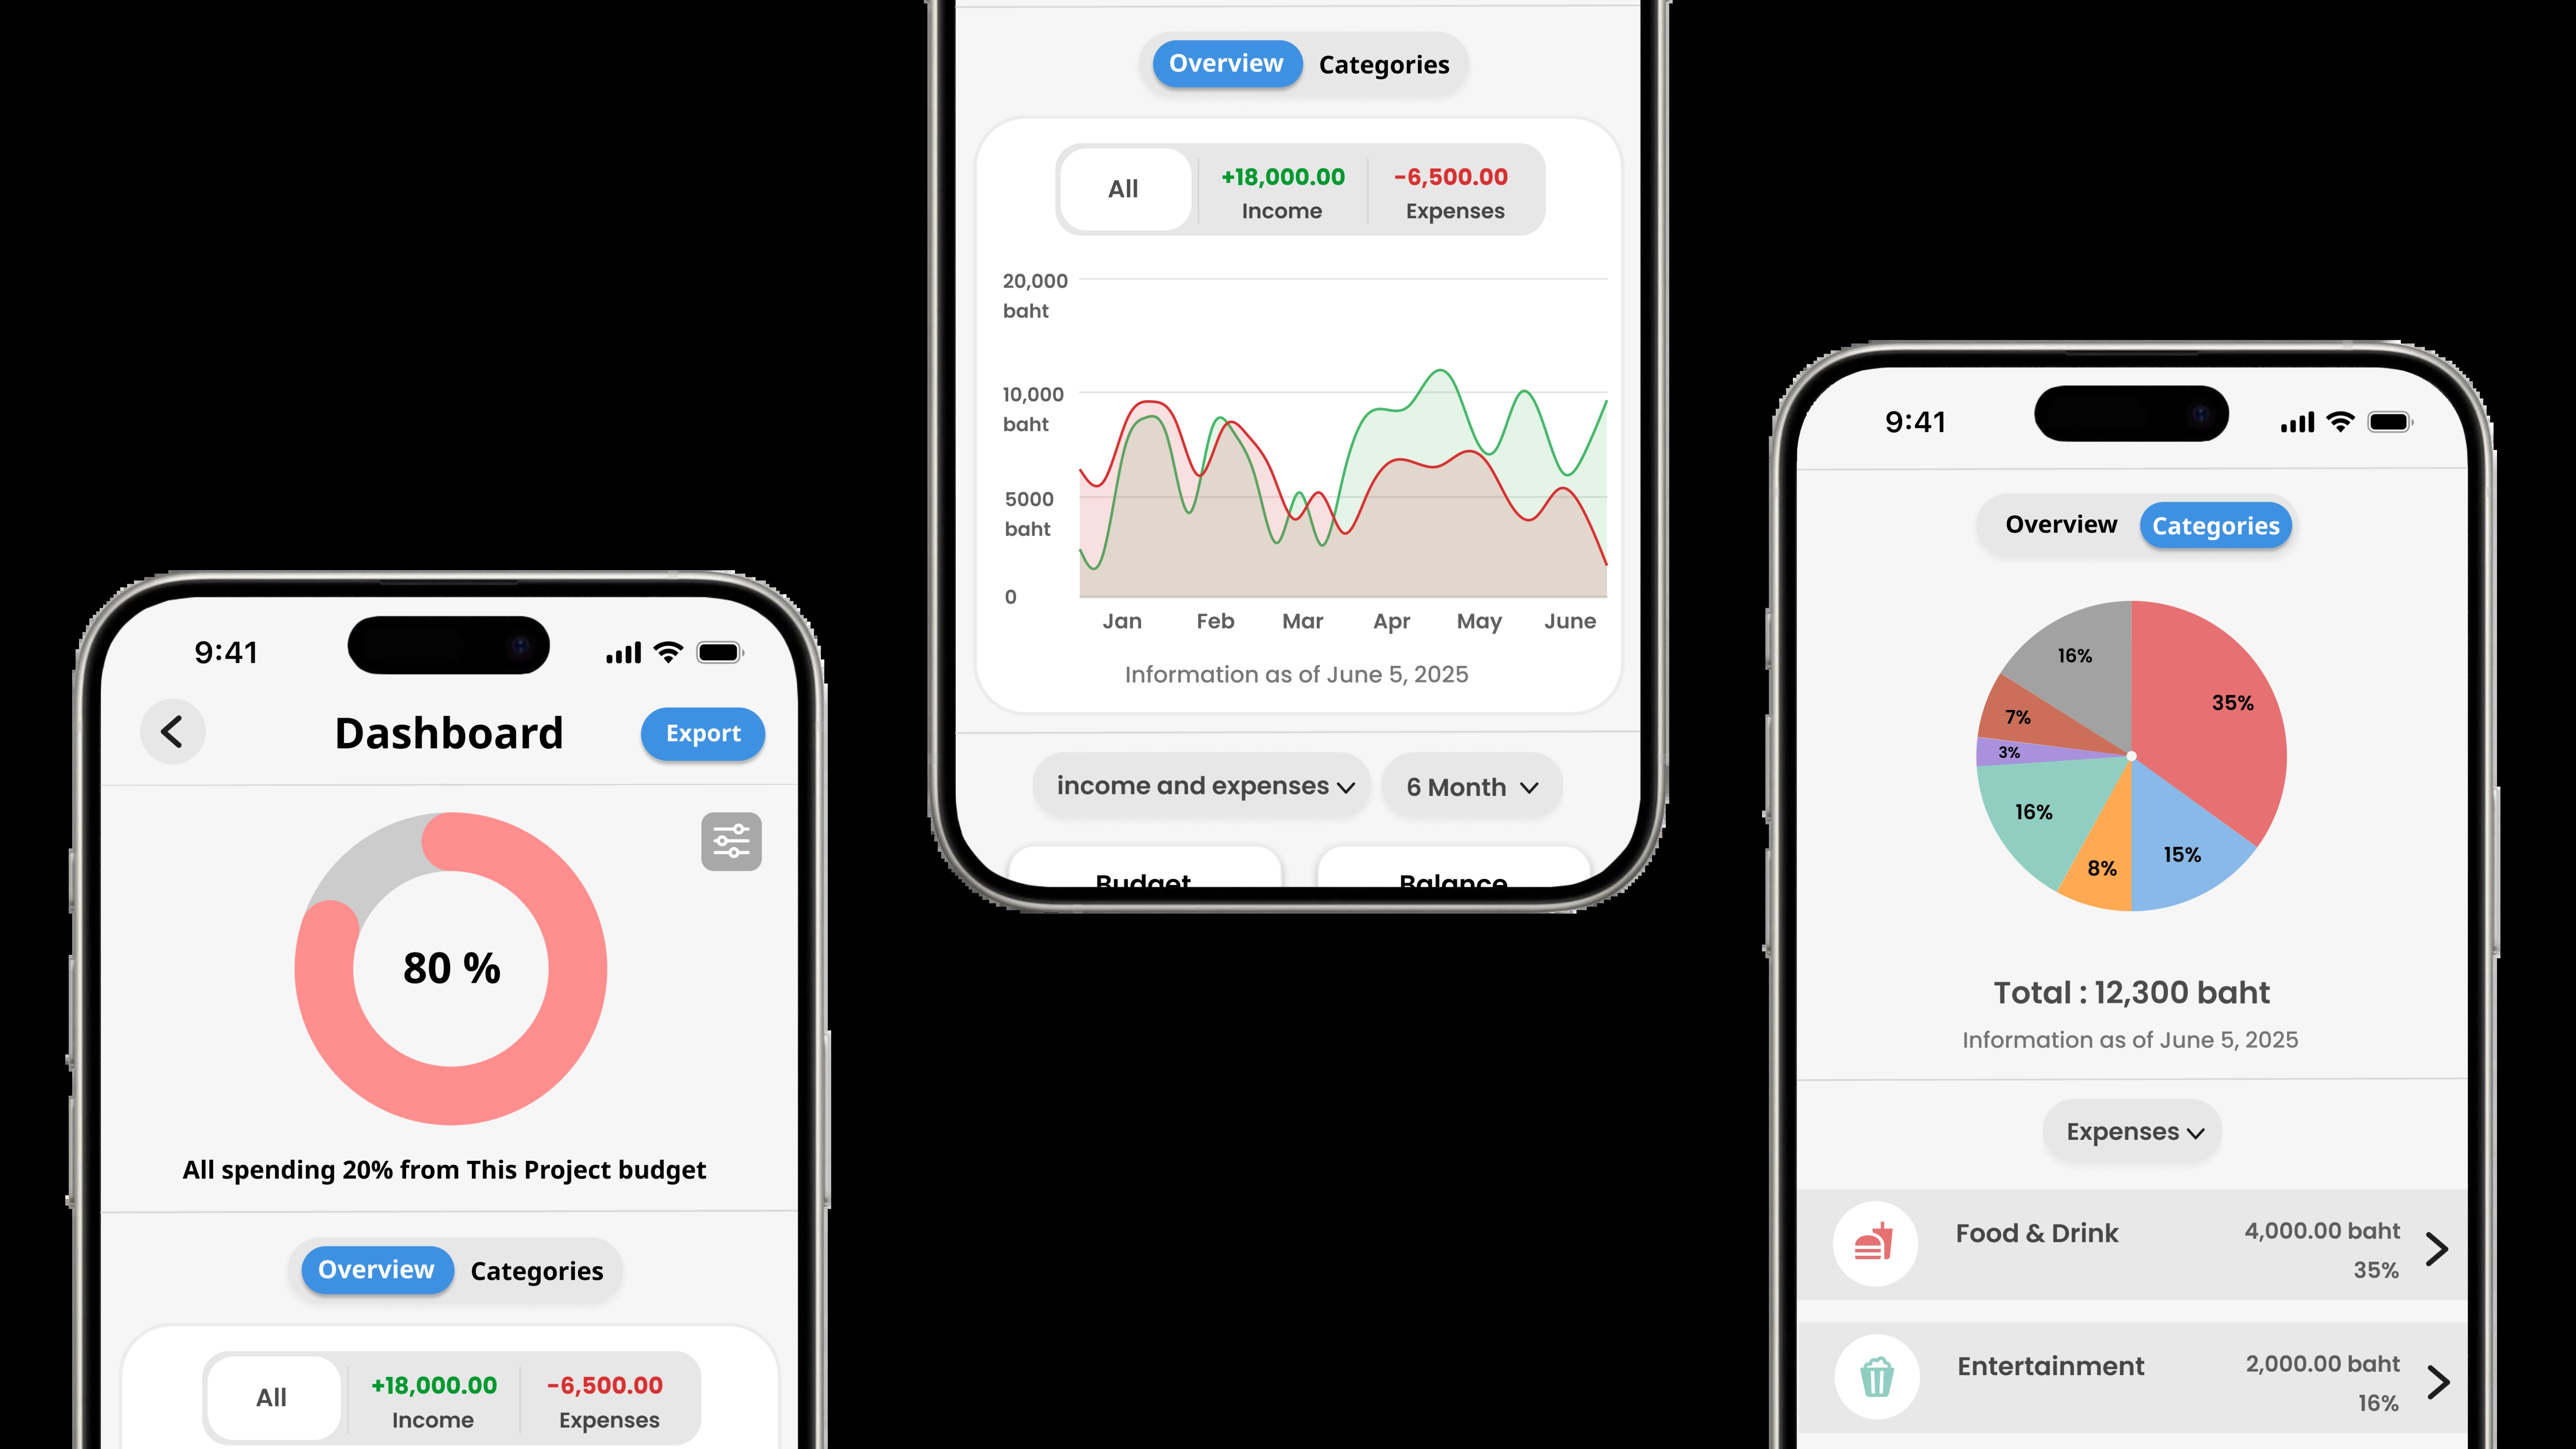 9:41
Dashboard
Export
80 %
All spending 20% from This Project budget
Overview
Categories
All
+18,000.00
Income
-6,500.00
Expenses
Overview
Categories
All
+18,000.00
Income
-6,500.00
Expenses
20,000
baht
10,000
baht
5000
baht
0
Jan
Feb
Mar
Apr
May
June
Information as of June 5, 2025
income and expenses
6 Month
Budget
Balance
9:41
Overview
Categories
16%
35%
7%
3%
16%
15%
8%
Total : 12,300 baht
Information as of June 5, 2025
Expenses
Food & Drink
4,000.00 baht
35%
Entertainment
2,000.00 baht
16%